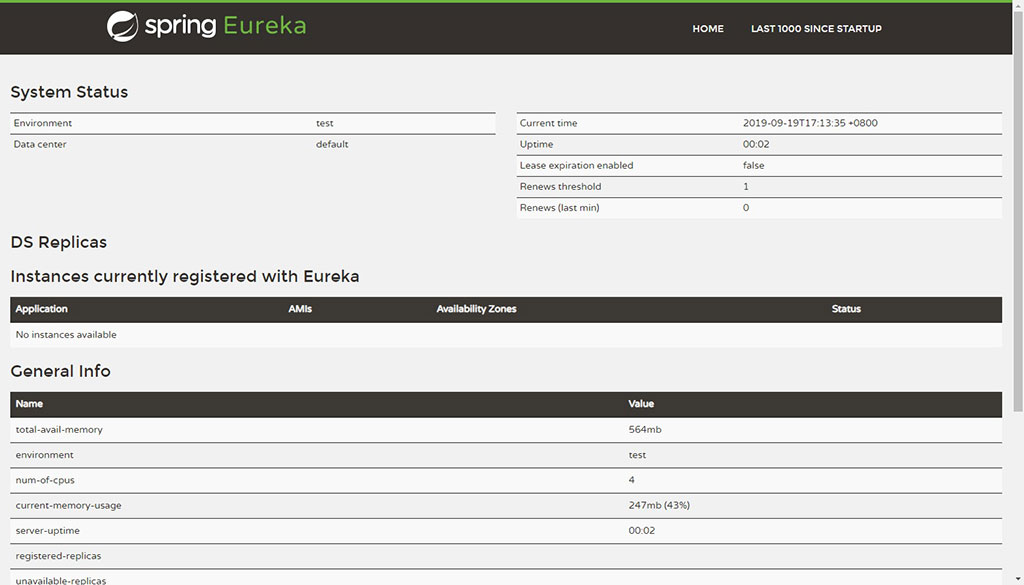 spring Eureka HOME LAST 1000 SINCE STARTUP
System Status
Environment test
Data center default
Current time 2019-09-19T17:13:35 +0800
Uptime 00:02
Lease expiration enabled false
Renews threshold 1
Renews (last min) 0
DS Replicas
Instances currently registered with Eureka
Application AMIs Availability Zones Status
No instances available
General Info
Name Value
total-avail-memory 564mb
environment test
num-of-cpus 4
current-memory-usage 247mb (43%)
server-uptime 00:02
registered-replicas
unavailable-replicas